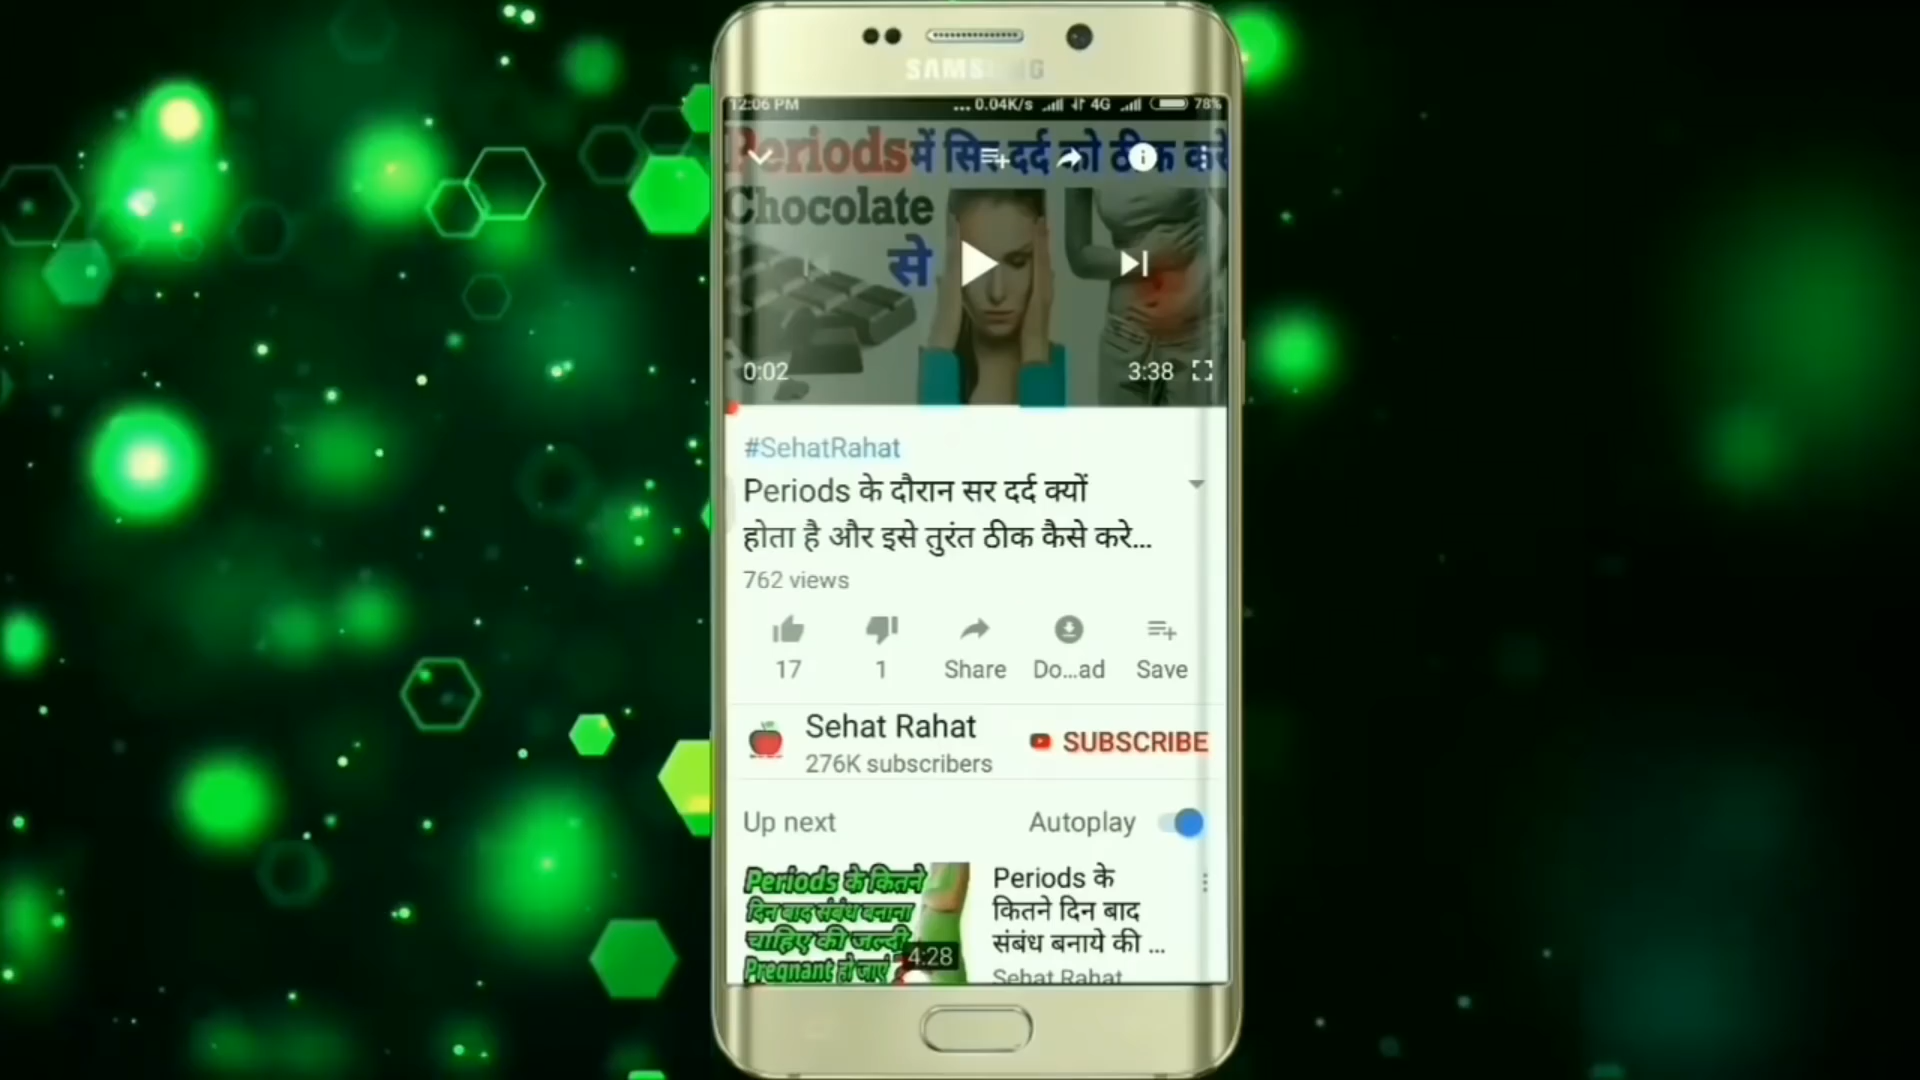 SAMSUNG
12:06 PM ... 0.04K/s 4G 78%
Periods में सिर दर्द को ठीक करे
Chocolate
से
0:02 3:38
#SehatRahat
Periods के दौरान सर दर्द क्यों
होता है और इसे तुरंत ठीक कैसे करे...
762 views
17 1 Share Do...ad Save
Sehat Rahat
276K subscribers
SUBSCRIBE
Up next Autoplay
Periods के कितने
दिन बाद संबंध बनाना
चाहिए की जल्दी
Pregnant हो जाएं
4:28
Periods के
कितने दिन बाद
संबंध बनाये की ...
Sehat Rahat